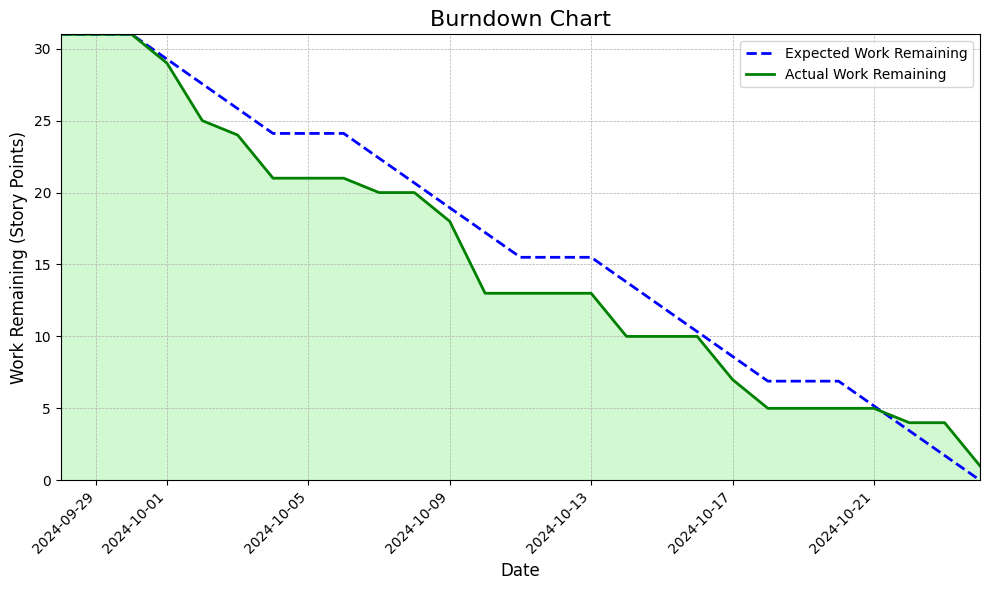 Burndown Chart
Expected Work Remaining
Actual Work Remaining
Work Remaining (Story Points)
30
25
20
15
10
5
0
2024-09-29
2024-10-01
2024-10-05
2024-10-09
2024-10-13
2024-10-17
2024-10-21
Date